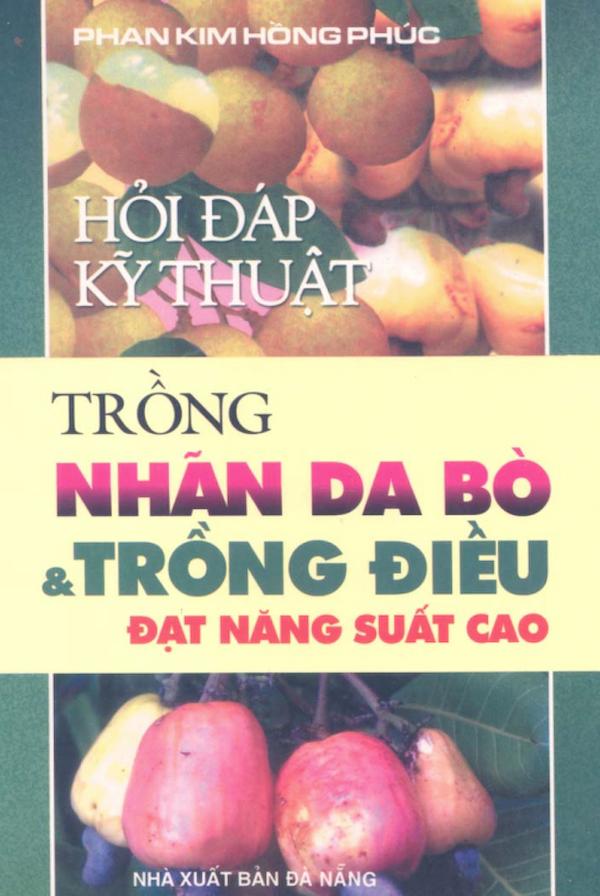 PHAN KIM HỒNG PHÚC
HỎI ĐÁP
KỸ THUẬT
TRỒNG
NHÃN DA BÒ
& TRỒNG ĐIỀU
ĐẠT NĂNG SUẤT CAO
NHÀ XUẤT BẢN ĐÀ NẴNG